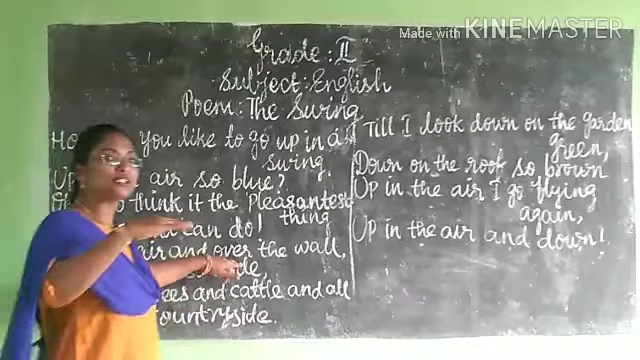 Made with KINEMASTER
Grade: II
Subject: English
Poem: The Swing
you like to go up in a
swing
air so blue?
think it the Pleasantest
thing
can do!
air and over the wall,
ees and cattle and all
ountryside.
Till I look down on the garden
green,
Down on the roof so brown
Up in the air I go flying
again,
Up in the air and down!